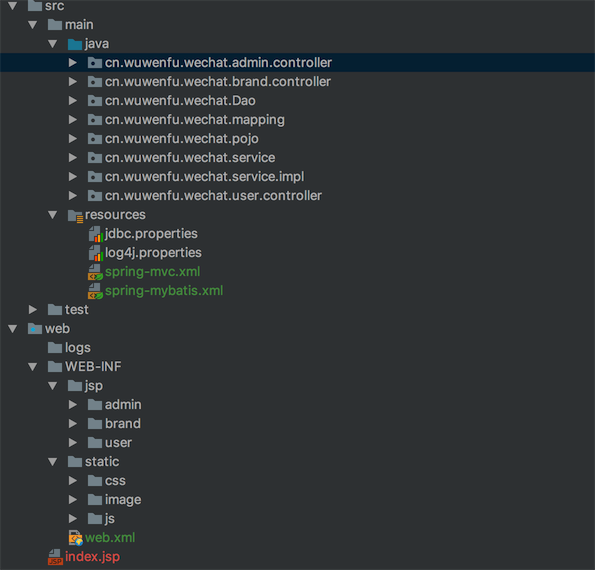 src
main
java
cn.wuwenfu.wechat.admin.controller
cn.wuwenfu.wechat.brand.controller
cn.wuwenfu.wechat.Dao
cn.wuwenfu.wechat.mapping
cn.wuwenfu.wechat.pojo
cn.wuwenfu.wechat.service
cn.wuwenfu.wechat.service.impl
cn.wuwenfu.wechat.user.controller
resources
jdbc.properties
log4j.properties
spring-mvc.xml
spring-mybatis.xml
test
web
logs
WEB-INF
jsp
admin
brand
user
static
css
image
js
web.xml
index.jsp